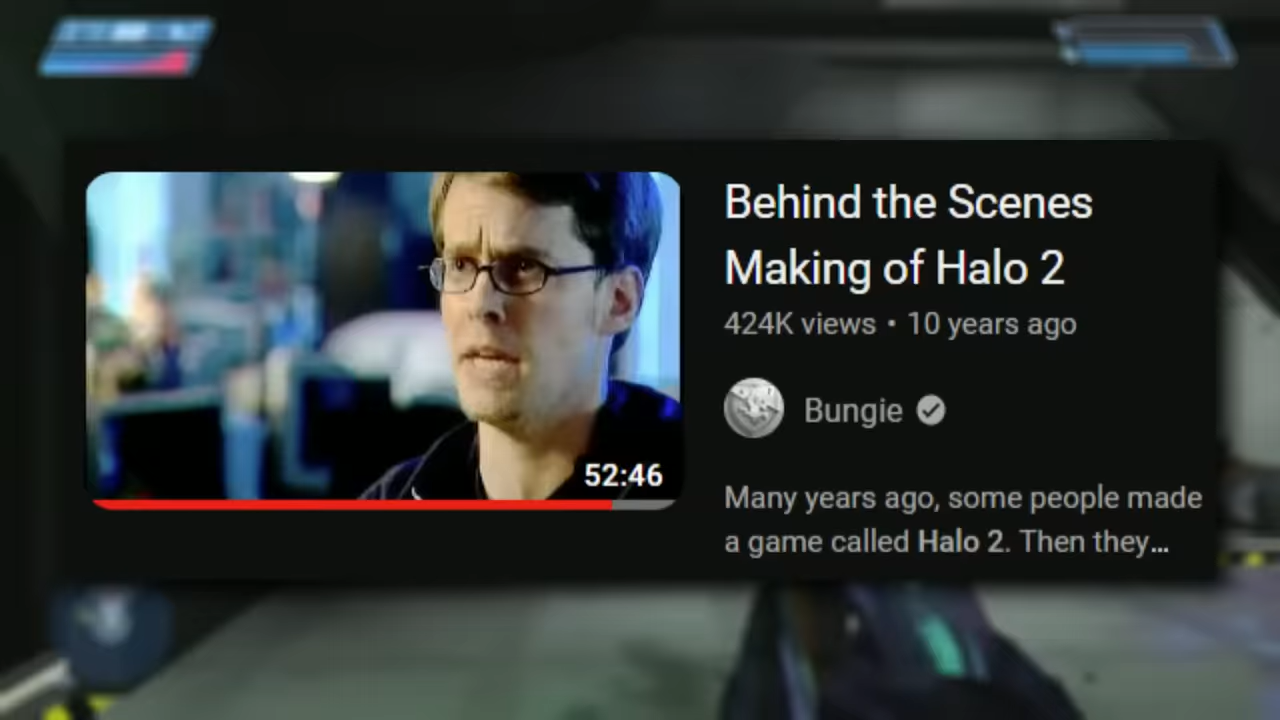 52:46
Behind the Scenes
Making of Halo 2
424K views • 10 years ago
Bungie
Many years ago, some people made
a game called Halo 2. Then they…